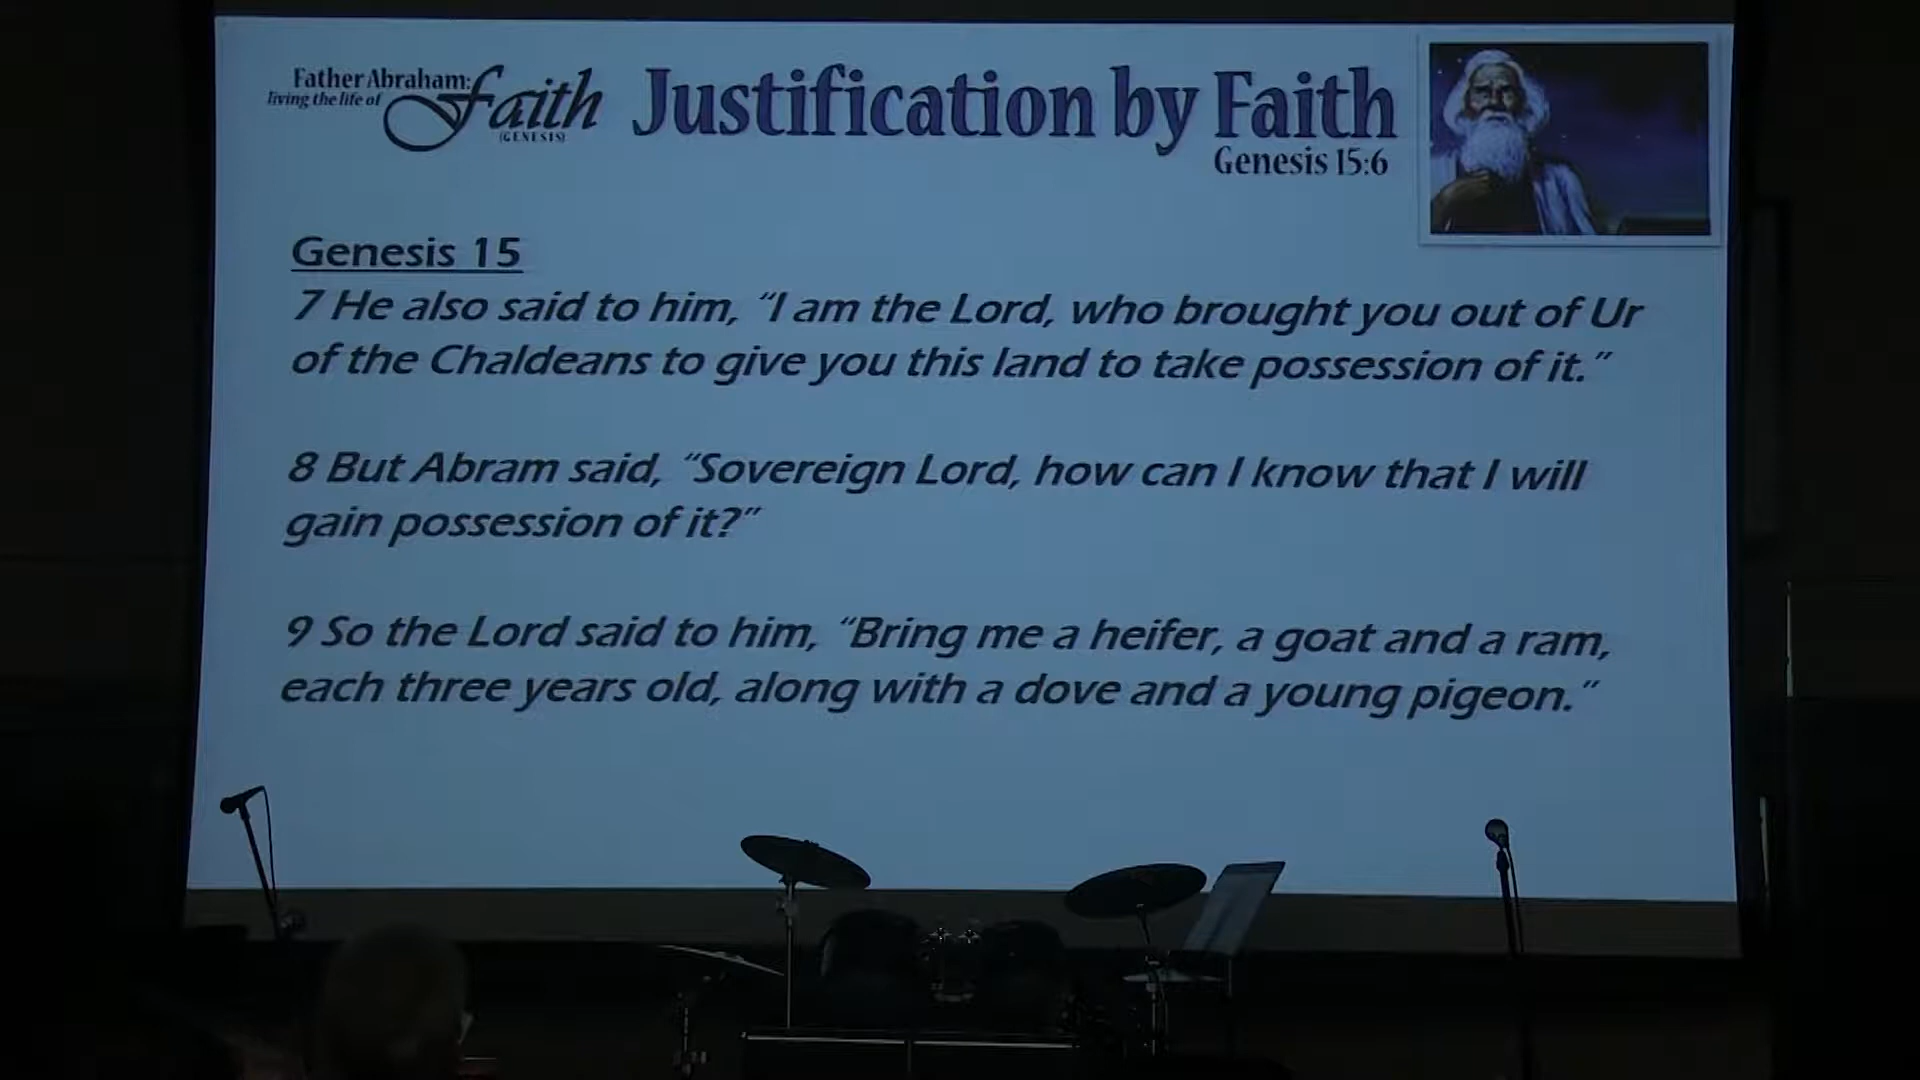 Father Abraham:
living the life of
Faith
(GENESIS)
Justification by Faith
Genesis 15:6
Genesis 15
7 He also said to him, “I am the Lord, who brought you out of Ur
of the Chaldeans to give you this land to take possession of it.”
8 But Abram said, “Sovereign Lord, how can I know that I will
gain possession of it?”
9 So the Lord said to him, “Bring me a heifer, a goat and a ram,
each three years old, along with a dove and a young pigeon.”